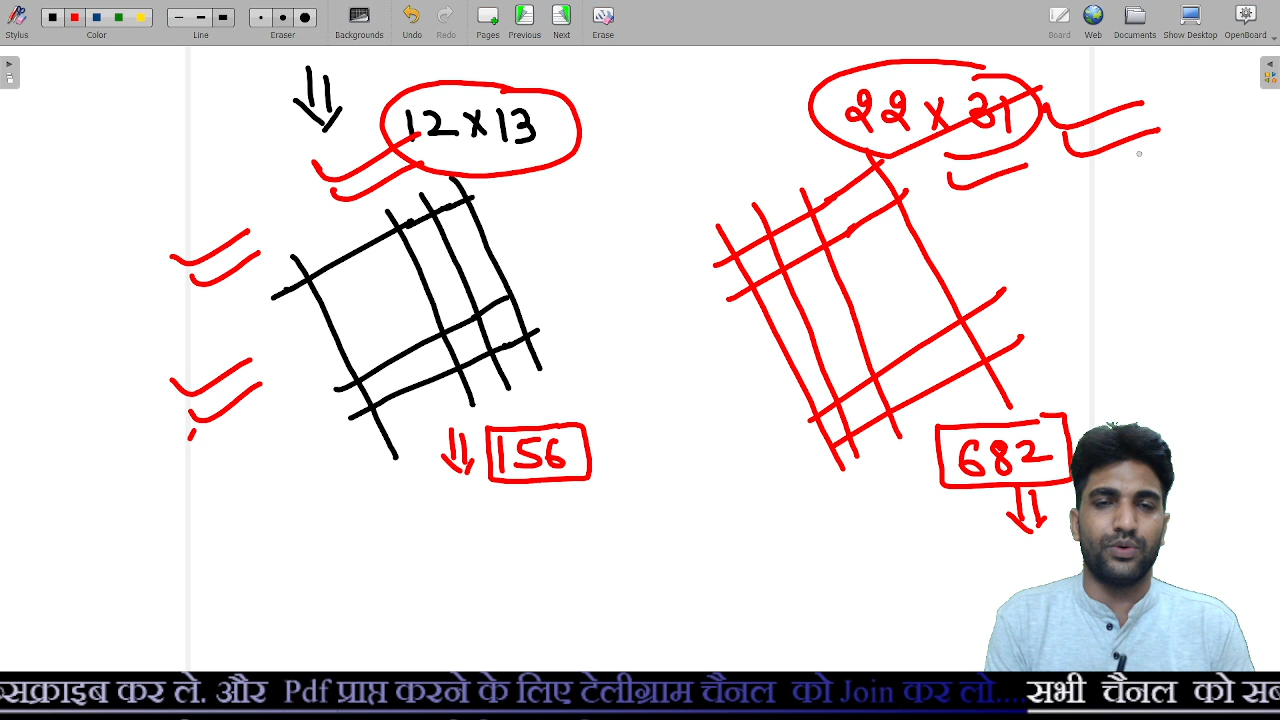 Stylus Color Line Eraser Backgrounds Undo Redo Pages Previous Next Erase Board Web Documents Show Desktop OpenBoard
12 x 13
22 x 31
156
682
सक्राइब कर ले. और Pdf प्राप्त करने के लिए टेलीग्राम चैनल को Join कर लो.... सभी चैनल को सब